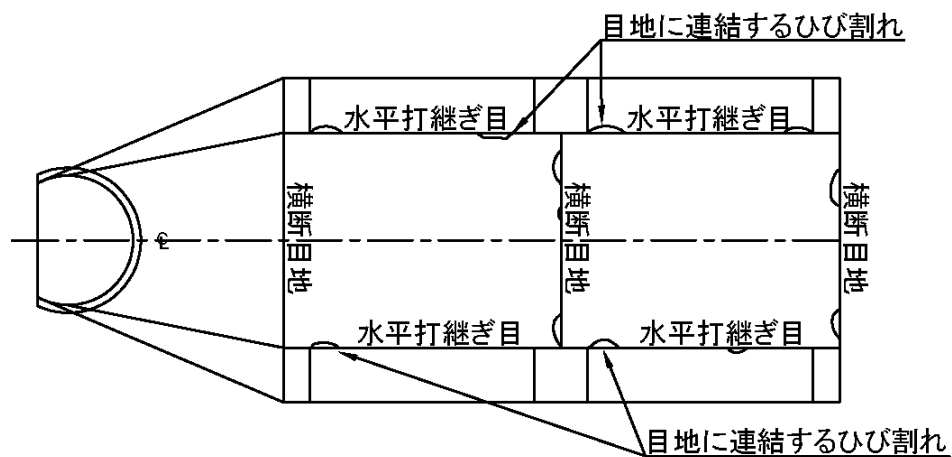 目地に連結するひび割れ
水平打継ぎ目
水平打継ぎ目
横断目地
横断目地
横断目地
℄
水平打継ぎ目
水平打継ぎ目
目地に連結するひび割れ